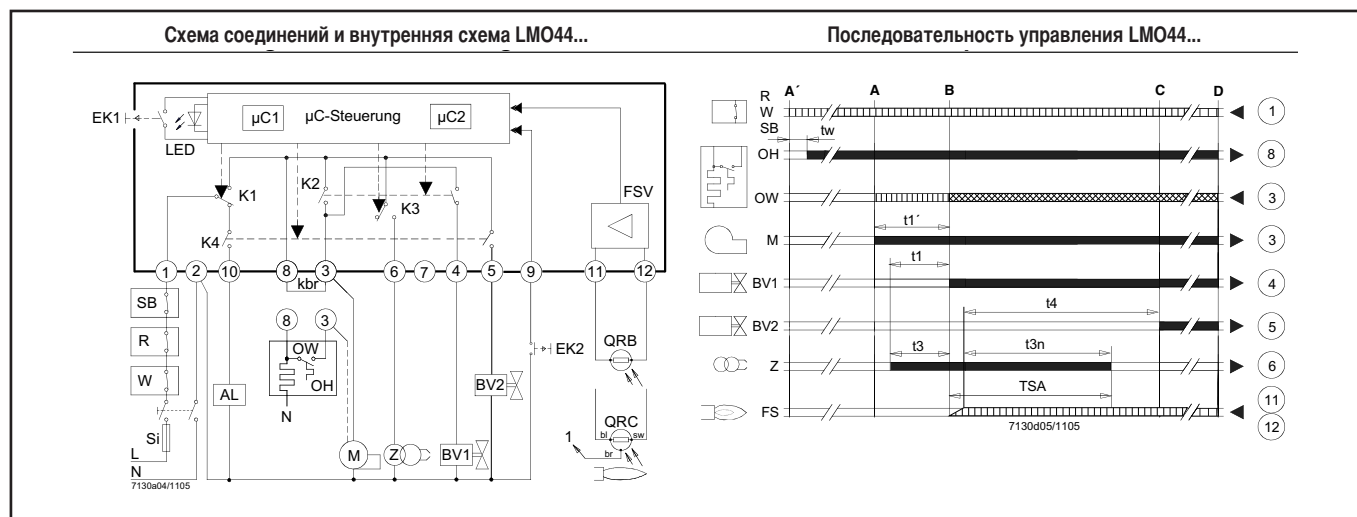 Схема соединений и внутренняя схема LMO44...
EK1
LED
µC1
µC-Steuerung
µC2
K1
K2
K3
K4
FSV
1
2
10
8
3
6
7
4
5
9
11
12
kbr
SB
R
W
Si
L
N
7130a04/1105
AL
8
3
OW
OH
N
M
Z
BV1
BV2
EK2
QRB
QRC
bl
sw
br
1
Последовательность управления LMO44...
A´
A
B
C
D
R
W
SB
1
tw
OH
8
OW
3
t1´
M
3
t1
BV1
4
t4
BV2
5
t3
t3n
Z
6
TSA
FS
11
12
7130d05/1105